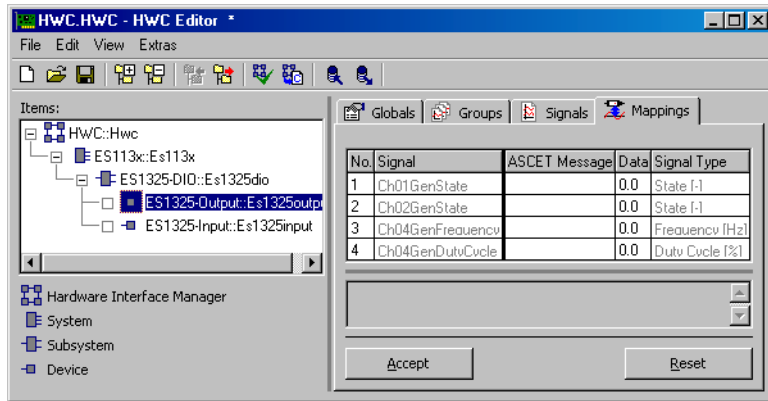 HWC.HWC - HWC Editor *
File Edit View Extras
Items:
HWC::Hwc
ES113x::Es113x
ES1325-DIO::Es1325dio
ES1325-Output::Es1325outpu
ES1325-Input::Es1325input
Hardware Interface Manager
System
Subsystem
Device
Globals Groups Signals Mappings
No. Signal ASCET Message Data Signal Type
1 Ch01GenState 0.0 State [-]
2 Ch02GenState 0.0 State [-]
3 Ch04GenFrequency 0.0 Frequency [Hz]
4 Ch04GenDutyCycle 0.0 Duty Cycle [%]
Accept Reset